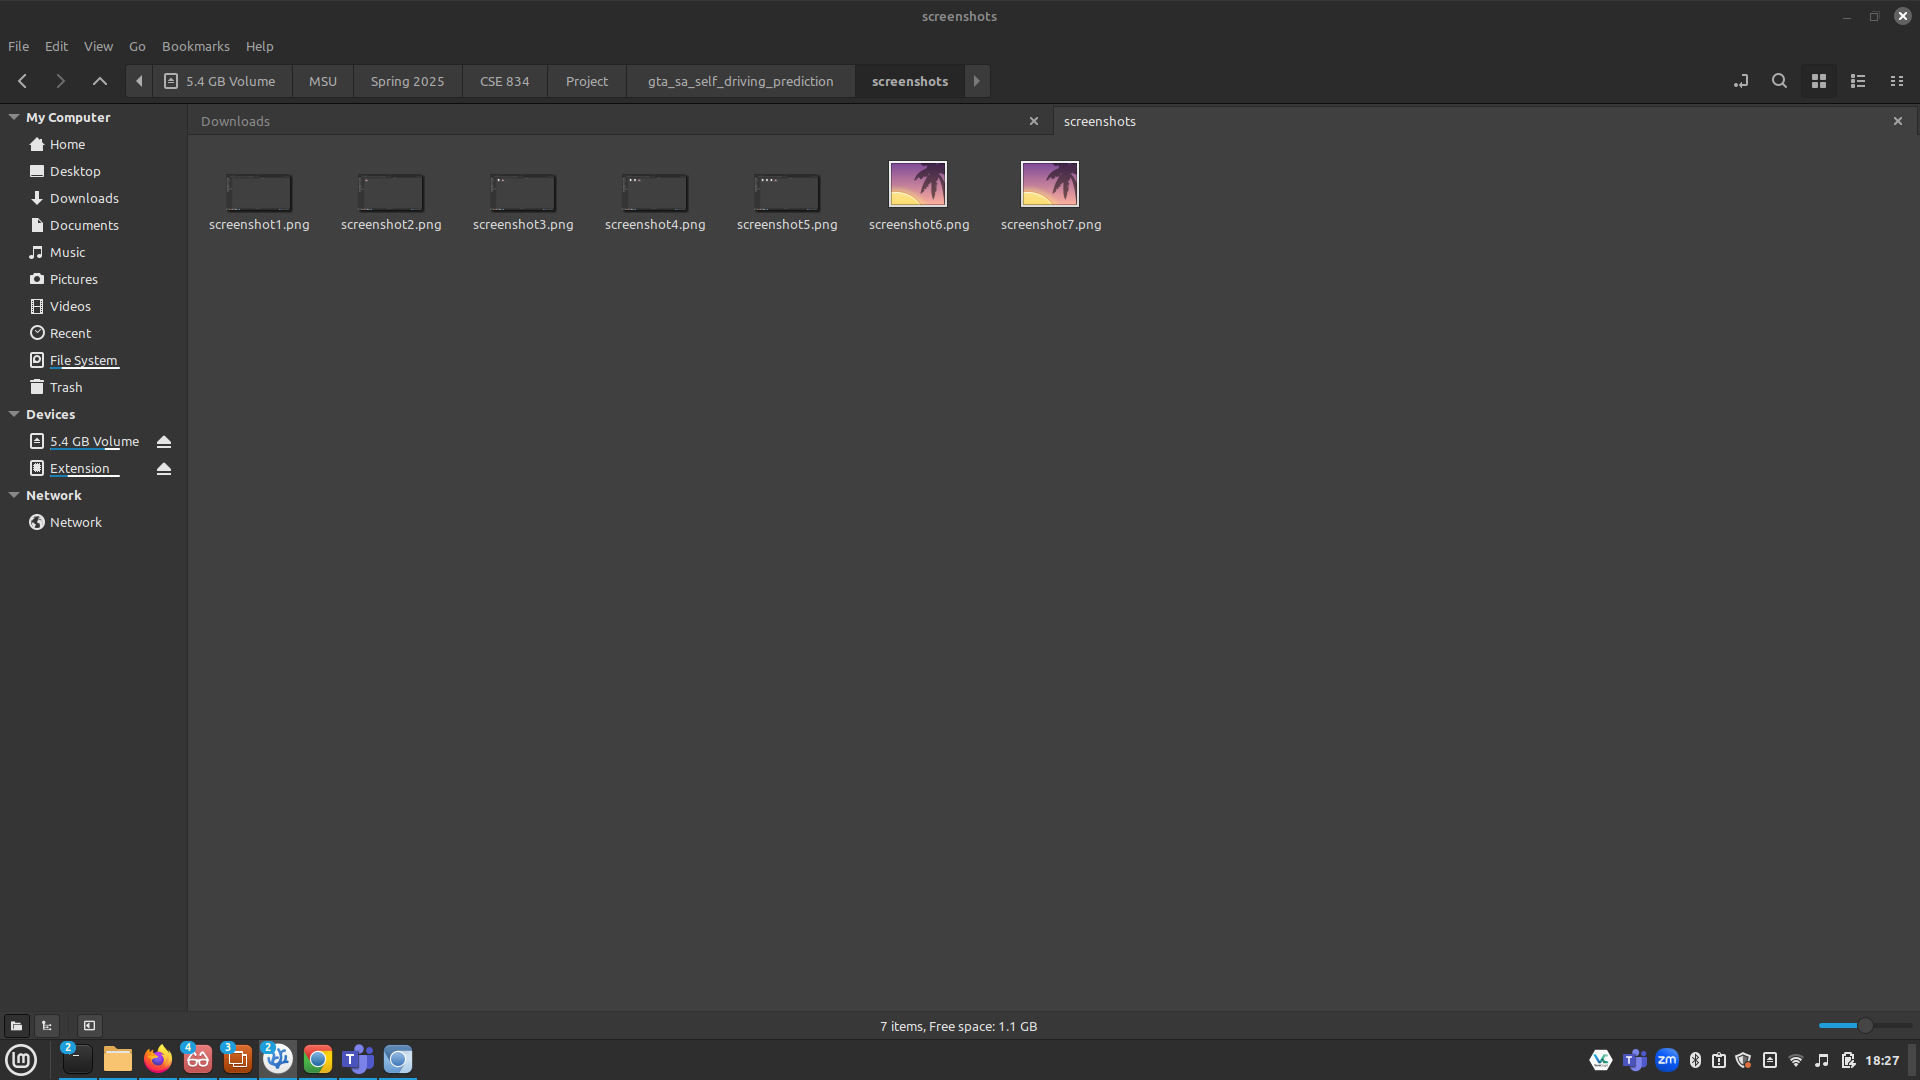 screenshots
File Edit View Go Bookmarks Help
5.4 GB Volume MSU Spring 2025 CSE 834 Project gta_sa_self_driving_prediction screenshots
My Computer
Home
Desktop
Downloads
Documents
Music
Pictures
Videos
Recent
File System
Trash
Devices
5.4 GB Volume
Extension
Network
Network
Downloads screenshots
screenshot1.png screenshot2.png screenshot3.png screenshot4.png screenshot5.png screenshot6.png screenshot7.png
7 items, Free space: 1.1 GB
2 4 3 2
zm 18:27